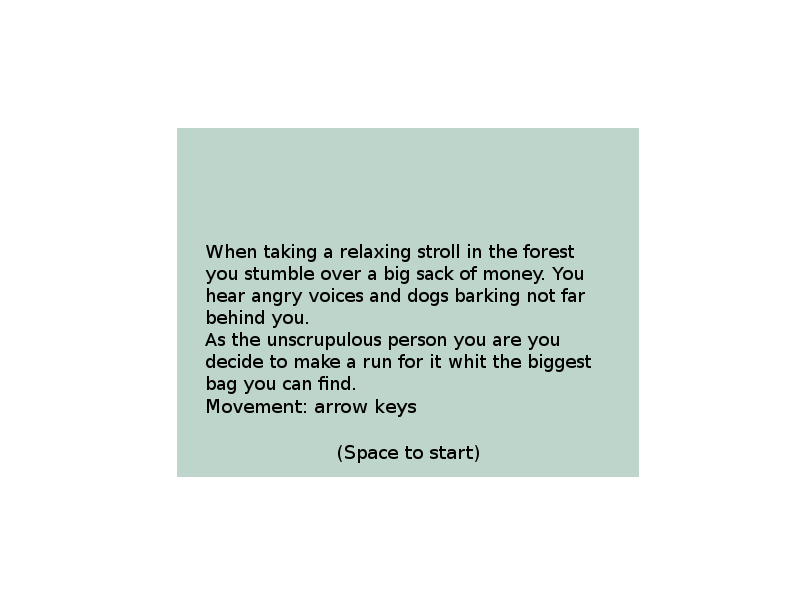 When taking a relaxing stroll in the forest
you stumble over a big sack of money. You
hear angry voices and dogs barking not far
behind you.
As the unscrupulous person you are you
decide to make a run for it whit the biggest
bag you can find.
Movement: arrow keys
(Space to start)